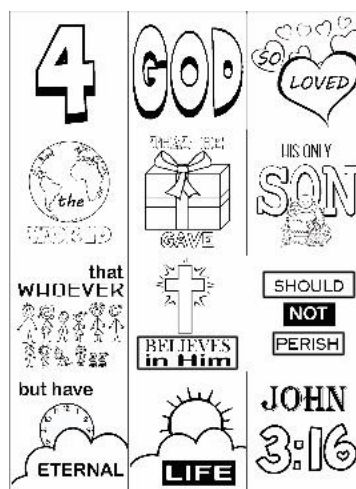 4
GOD
SO
LOVED
the
WORLD
THAT HE
GAVE
HIS ONLY
SON
that
WHOEVER
BELIEVES
in Him
SHOULD
NOT
PERISH
but have
ETERNAL
LIFE
JOHN
3:16